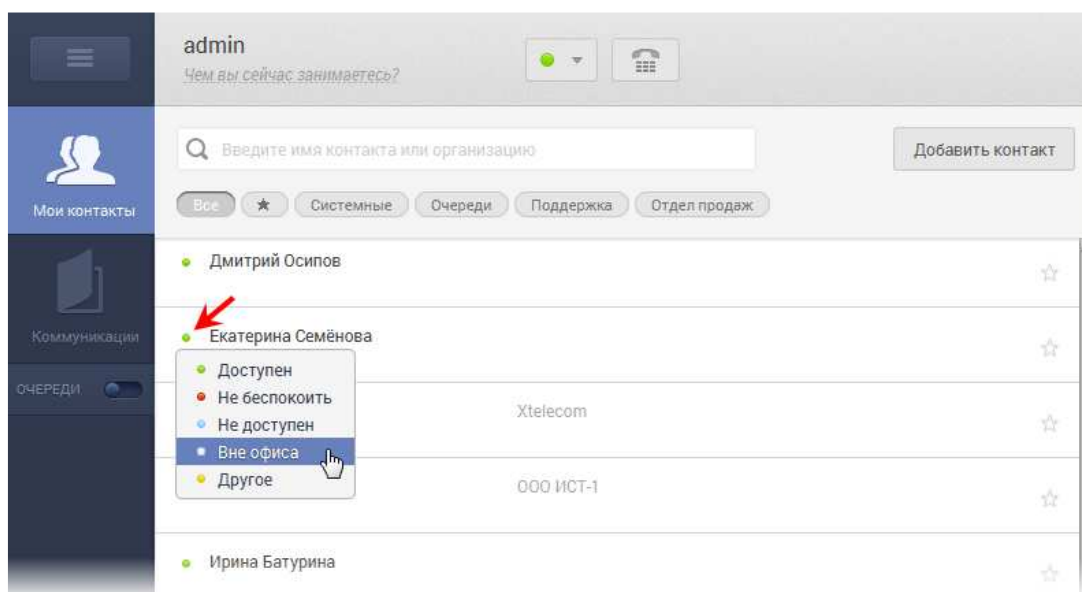 admin
Чем вы сейчас занимаетесь?
Введите имя контакта или организацию
Добавить контакт
Мои контакты
Все Системные Очереди Поддержка Отдел продаж
Дмитрий Осипов
Коммуникации
Екатерина Семёнова
Доступен
ОЧЕРЕДИ
Не беспокоить
Xtelecom
Не доступен
Вне офиса
Другое
ООО ИСТ-1
Ирина Батурина